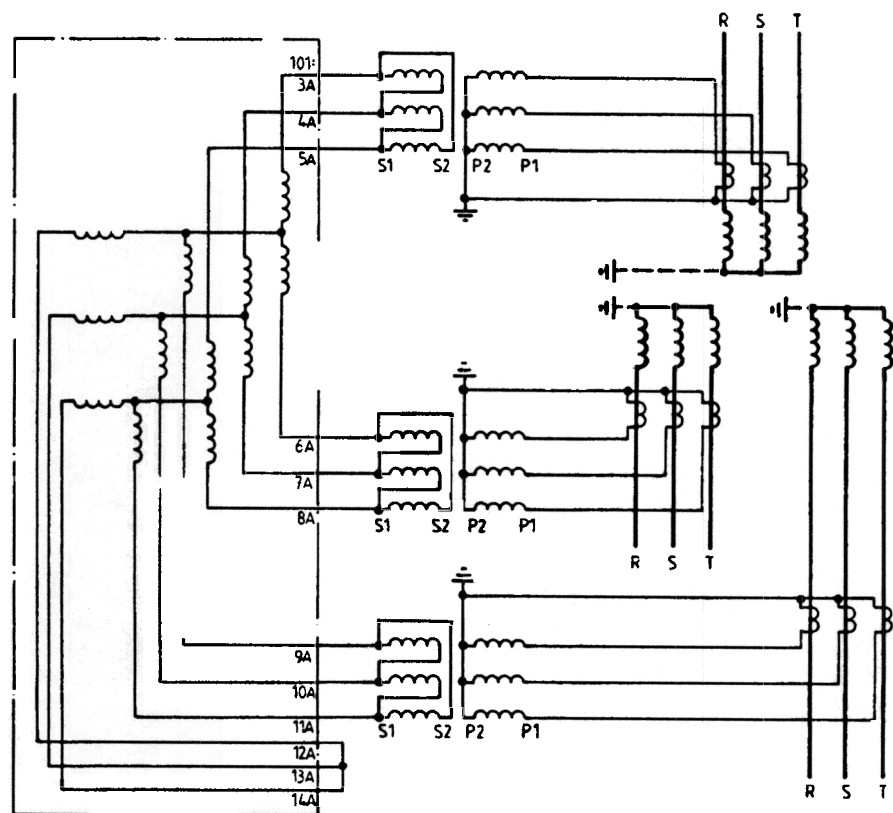 R S T
101:
3A
4A
5A
S1 S2 P2 P1
6A
7A
8A
S1 S2 P2 P1
R S T
9A
10A
11A
S1 S2 P2 P1
12A
13A
14A
R S T